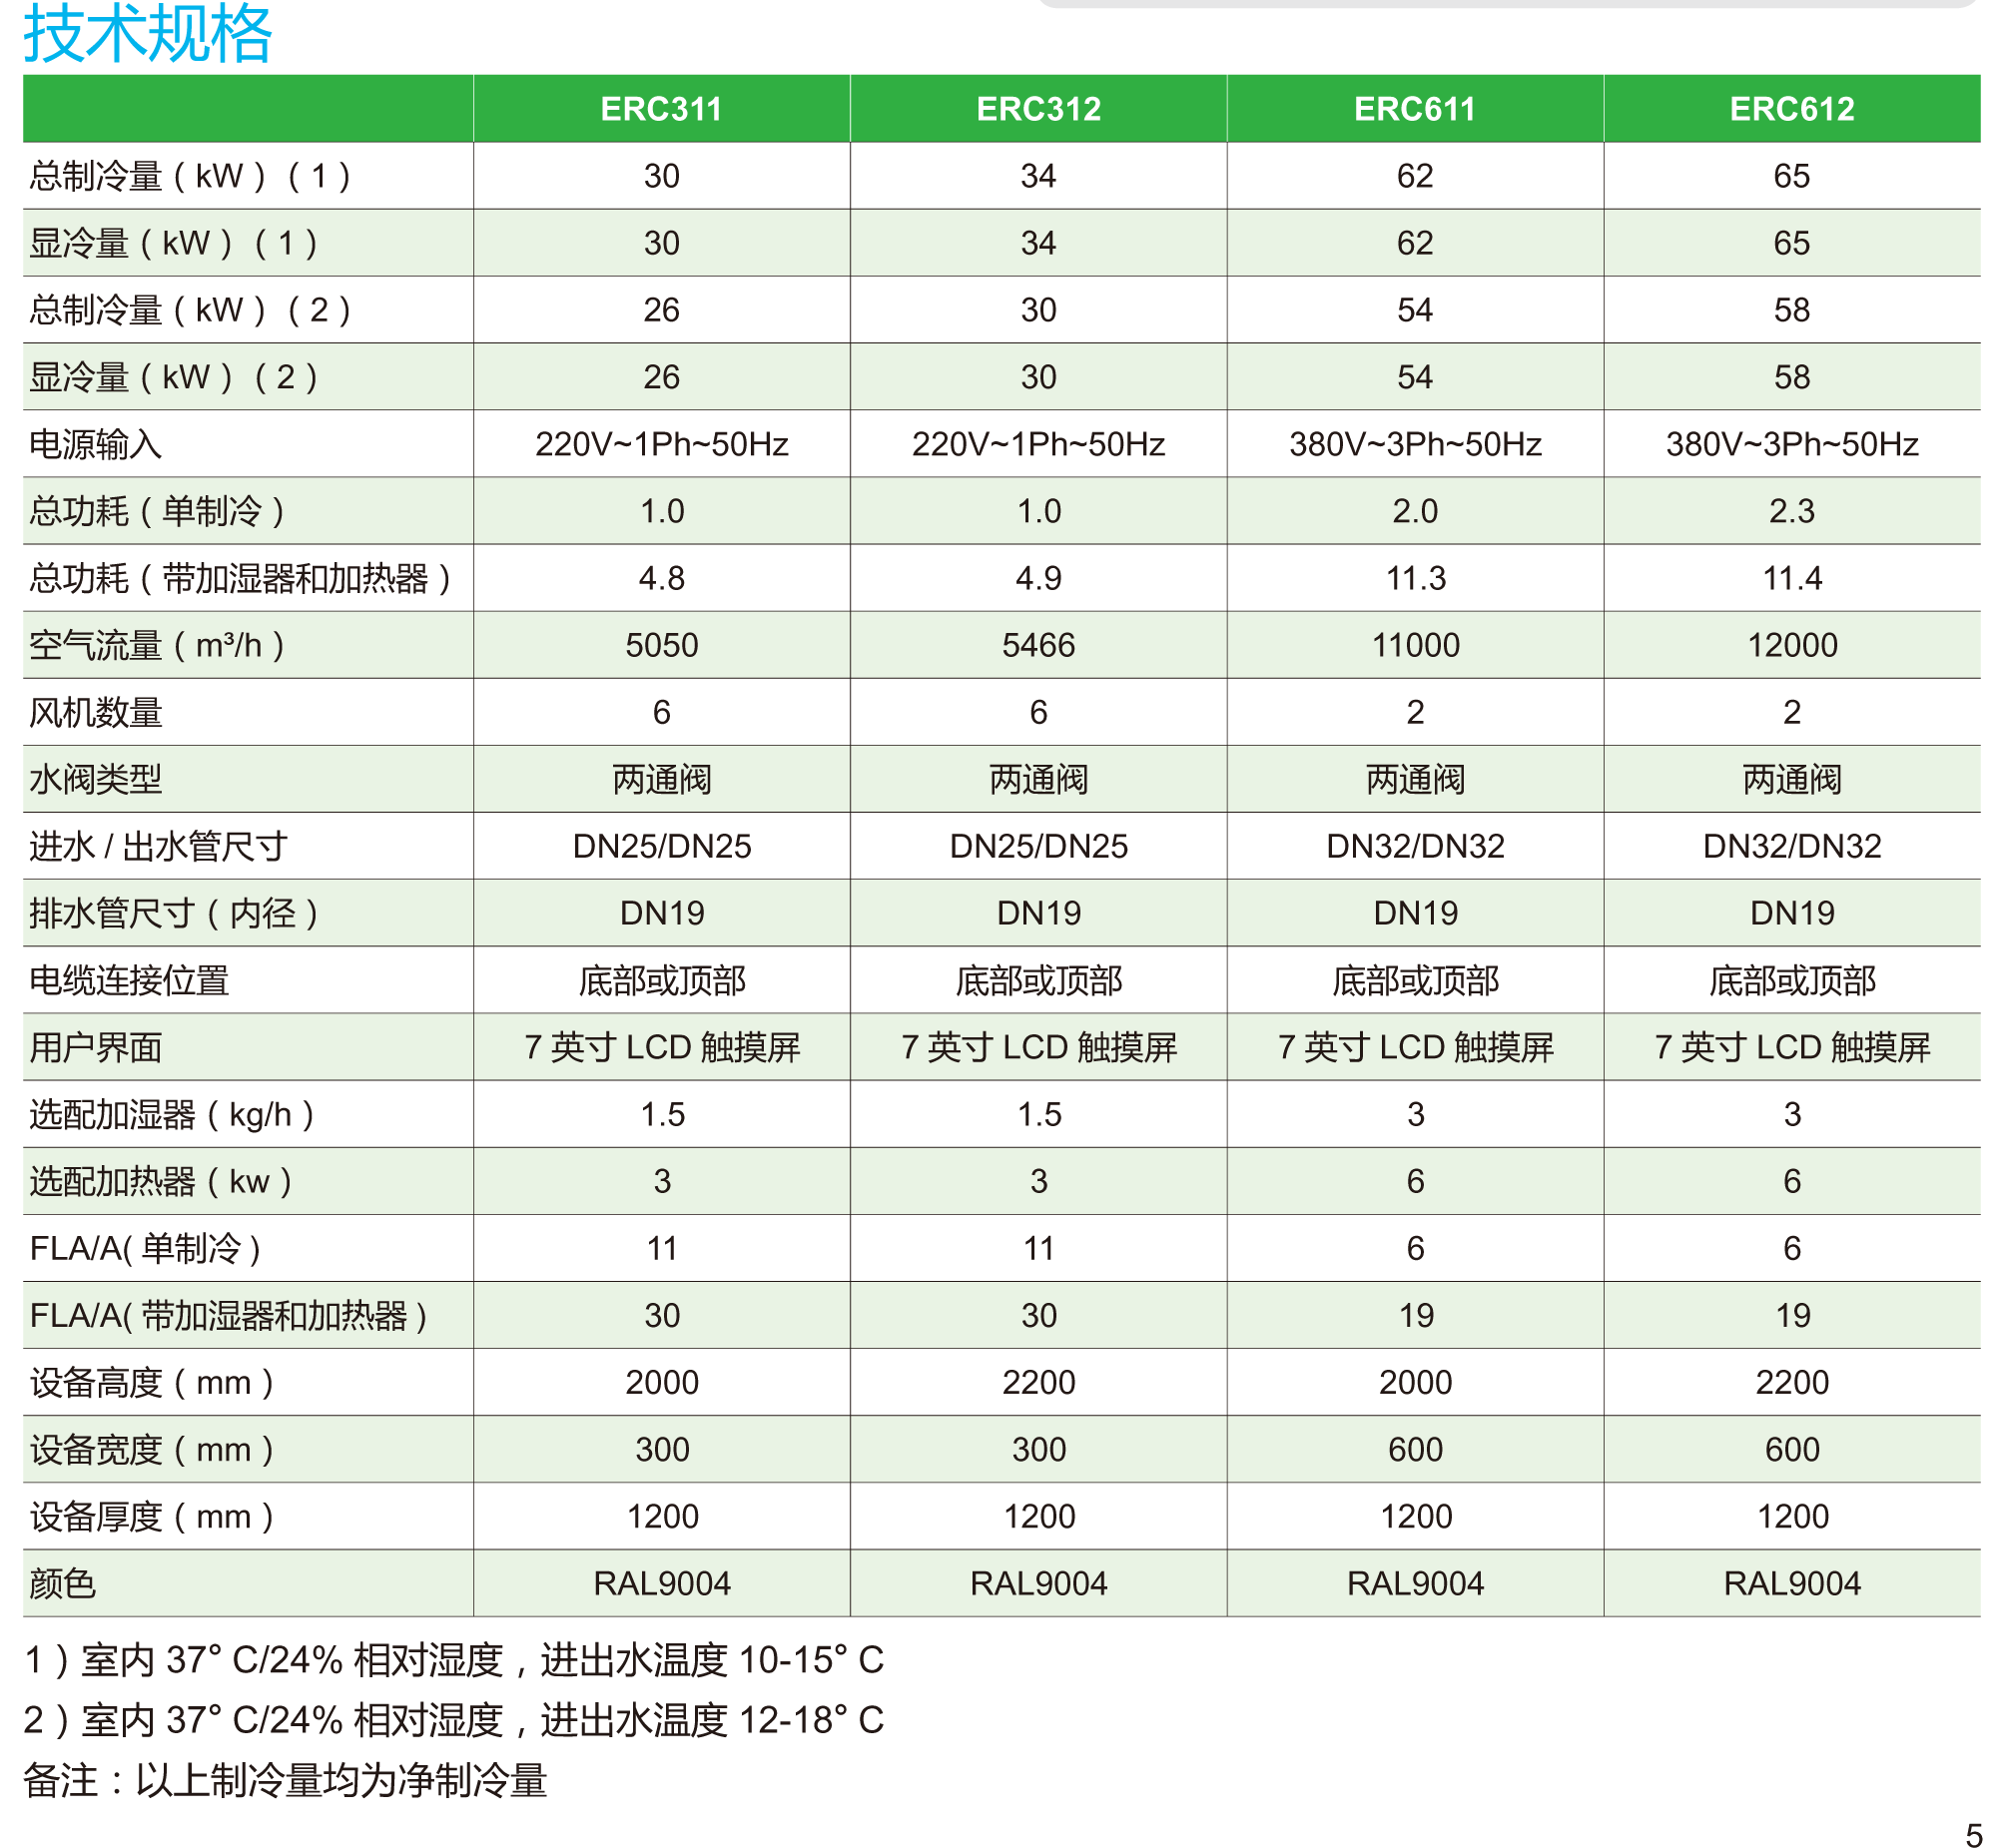 技术规格
ERC311 ERC312 ERC611 ERC612
总制冷量（kW）（1） 30 34 62 65
显冷量（kW）（1） 30 34 62 65
总制冷量（kW）（2） 26 30 54 58
显冷量（kW）（2） 26 30 54 58
电源输入 220V~1Ph~50Hz 220V~1Ph~50Hz 380V~3Ph~50Hz 380V~3Ph~50Hz
总功耗（单制冷） 1.0 1.0 2.0 2.3
总功耗（带加湿器和加热器） 4.8 4.9 11.3 11.4
空气流量（m³/h） 5050 5466 11000 12000
风机数量 6 6 2 2
水阀类型 两通阀 两通阀 两通阀 两通阀
进水 / 出水管尺寸 DN25/DN25 DN25/DN25 DN32/DN32 DN32/DN32
排水管尺寸（内径） DN19 DN19 DN19 DN19
电缆连接位置 底部或顶部 底部或顶部 底部或顶部 底部或顶部
用户界面 7 英寸 LCD 触摸屏 7 英寸 LCD 触摸屏 7 英寸 LCD 触摸屏 7 英寸 LCD 触摸屏
选配加湿器（kg/h） 1.5 1.5 3 3
选配加热器（kw） 3 3 6 6
FLA/A( 单制冷 ) 11 11 6 6
FLA/A( 带加湿器和加热器 ) 30 30 19 19
设备高度（mm） 2000 2200 2000 2200
设备宽度（mm） 300 300 600 600
设备厚度（mm） 1200 1200 1200 1200
颜色 RAL9004 RAL9004 RAL9004 RAL9004
1）室内 37° C/24% 相对湿度，进出水温度 10-15° C
2）室内 37° C/24% 相对湿度，进出水温度 12-18° C
备注：以上制冷量均为净制冷量
5